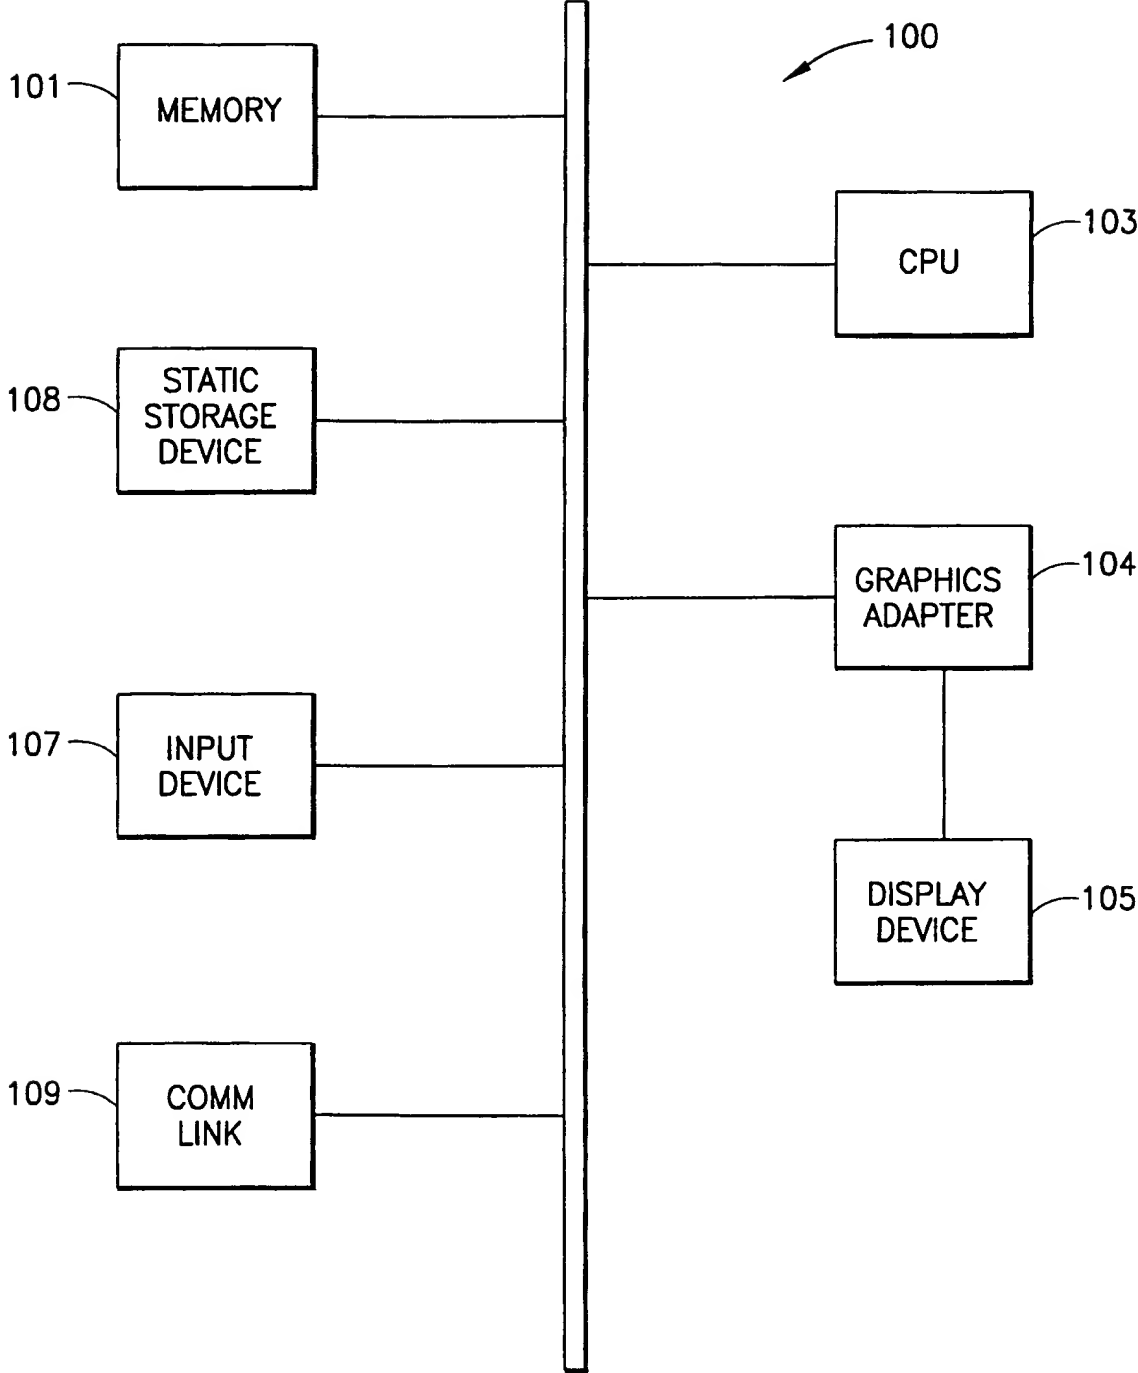 100
101
MEMORY
103
CPU
108
STATIC
STORAGE
DEVICE
104
GRAPHICS
ADAPTER
107
INPUT
DEVICE
105
DISPLAY
DEVICE
109
COMM
LINK